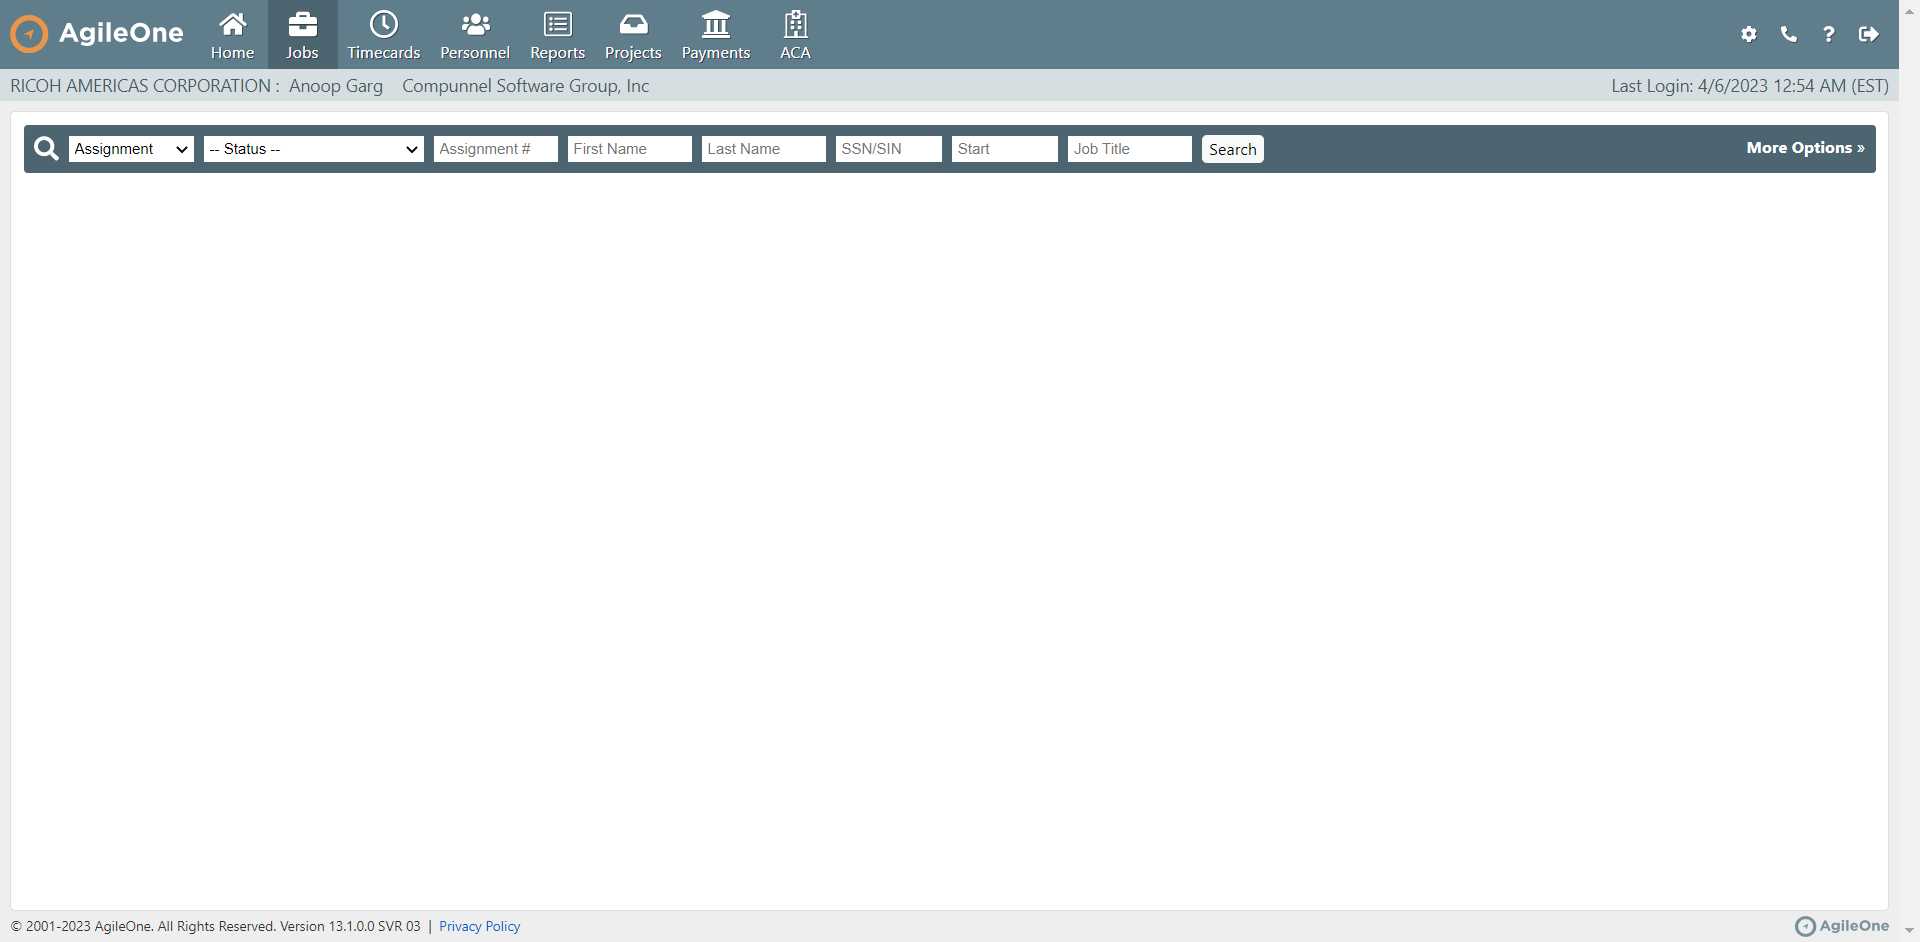 AgileOne
Home Jobs Timecards Personnel Reports Projects Payments ACA
RICOH AMERICAS CORPORATION : Anoop Garg Compunnel Software Group, Inc Last Login: 4/6/2023 12:54 AM (EST)
Assignment -- Status -- Assignment # First Name Last Name SSN/SIN Start Job Title Search More Options »
© 2001-2023 AgileOne. All Rights Reserved. Version 13.1.0.0 SVR 03 | Privacy Policy AgileOne